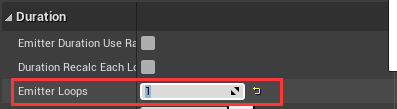 Duration
Emitter Duration Use Ra
Duration Recalc Each Lo
Emitter Loops 1